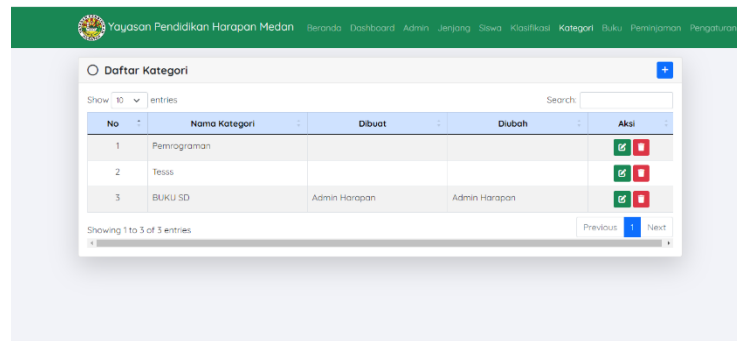 Yayasan Pendidikan Harapan Medan Beranda Dashboard Admin Jenjang Siswa Klasifikasi Kategori Buku Peminjaman Pengaturan
Daftar Kategori +
Show 10 entries Search:
No Nama Kategori Dibuat Diubah Aksi
1 Pemrograman
2 Tesss
3 BUKU SD Admin Harapan Admin Harapan
Showing 1 to 3 of 3 entries Previous 1 Next